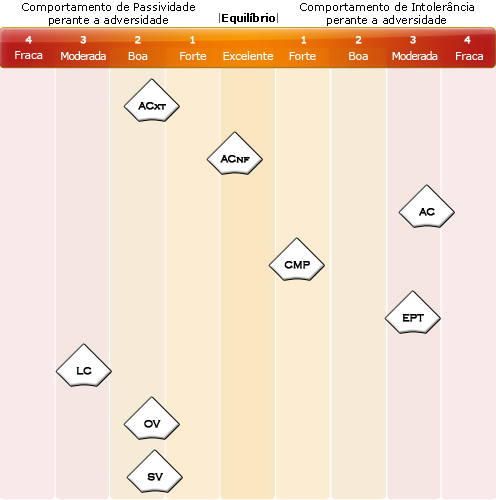 Comportamento de Passividade
perante a adversidade
|Equilíbrio|
Comportamento de Intolerância
perante a adversidade
4 3 2 1 1 2 3 4
Fraca Moderada Boa Forte Excelente Forte Boa Moderada Fraca
ACXT
ACNF
AC
CMP
EPT
LC
OV
SV